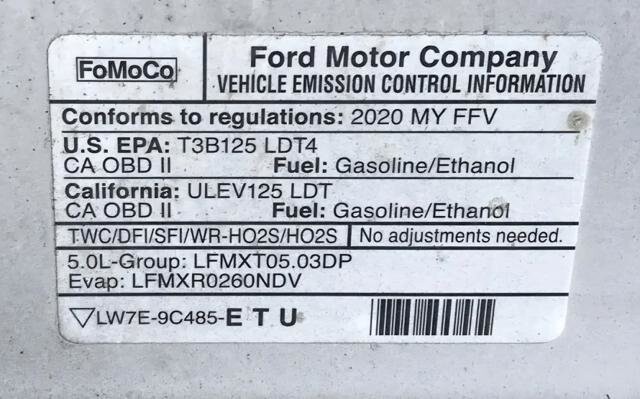 FoMoCo
Ford Motor Company
VEHICLE EMISSION CONTROL INFORMATION
Conforms to regulations: 2020 MY FFV
U.S. EPA: T3B125 LDT4
CA OBD II Fuel: Gasoline/Ethanol
California: ULEV125 LDT
CA OBD II Fuel: Gasoline/Ethanol
TWC/DFI/SFI/WR-HO2S/HO2S No adjustments needed.
5.0L-Group: LFMXT05.03DP
Evap: LFMXR0260NDV
▽LW7E-9C485-E T U